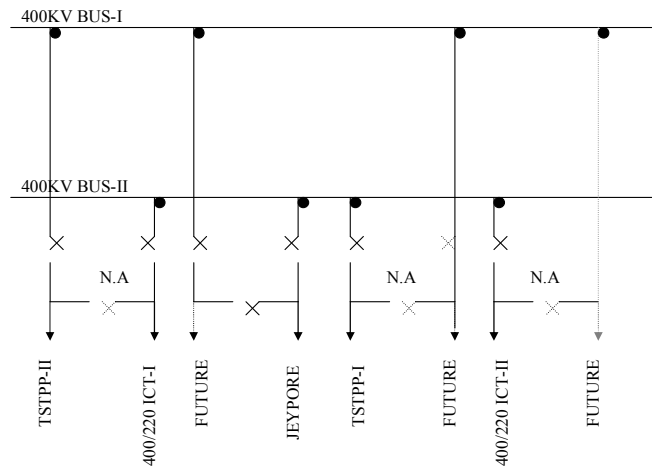 400KV BUS-I
400KV BUS-II
N.A
N.A
N.A
TSTPP-II
400/220 ICT-I
FUTURE
JEYPORE
TSTPP-I
FUTURE
400/220 ICT-II
FUTURE